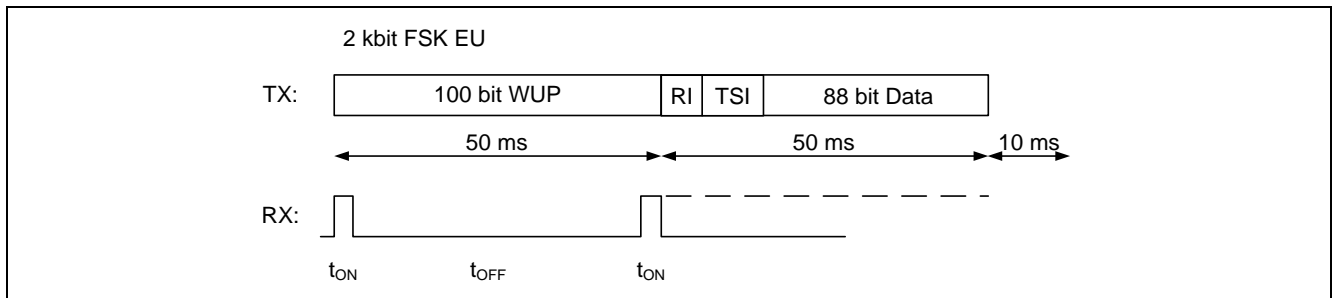 2 kbit FSK EU
TX: 100 bit WUP RI TSI 88 bit Data
50 ms 50 ms 10 ms
RX:
tON tOFF tON